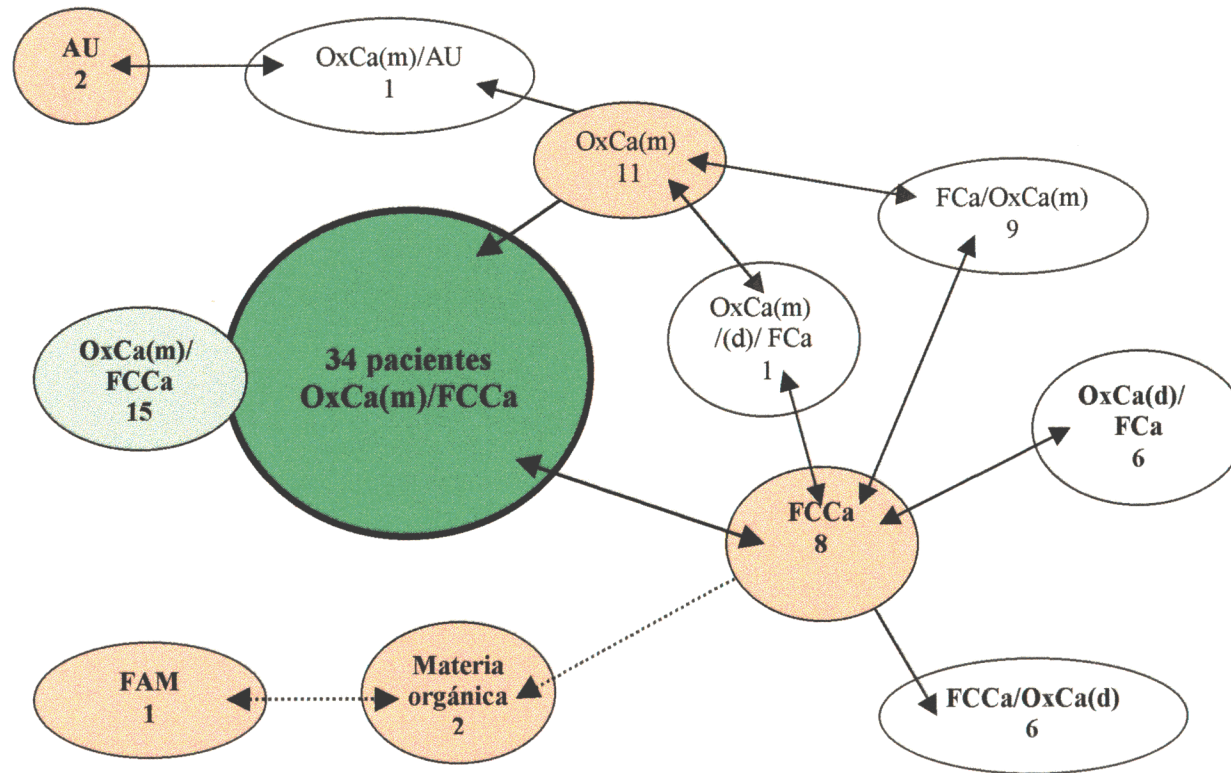 AU
2
OxCa(m)/AU
1
OxCa(m)
11
FCa/OxCa(m)
9
OxCa(m)
/(d)/ FCa
1
34 pacientes
OxCa(m)/FCCa
OxCa(m)/
FCCa
15
OxCa(d)/
FCa
6
FCCa
8
FAM
1
Materia
orgánica
2
FCCa/OxCa(d)
6